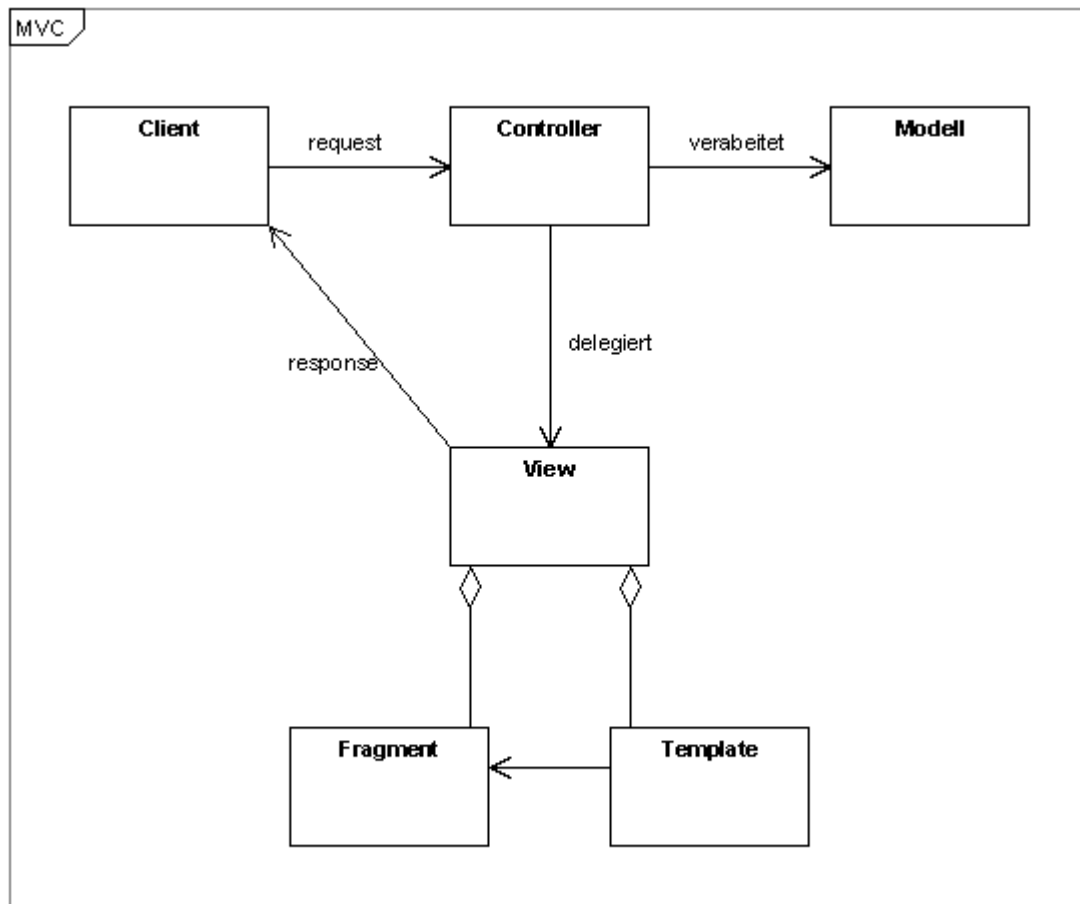 MVC
Client
request
Controller
verabeitet
Modell
response
delegiert
View
Fragment
Template